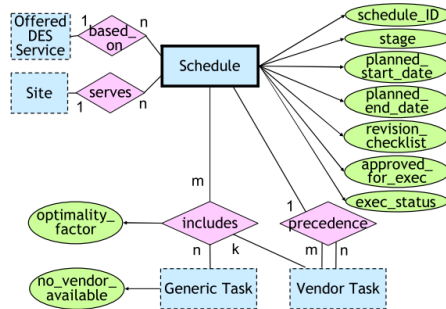 Offered
DES
Service
1
n
based_
on
Schedule
Site
1
serves
n
schedule_ID
stage
planned_
start_date
planned_
end_date
revision_
checklist
approved_
for_exec
exec_status
m
1
optimality_
factor
includes
precedence
n
k
m
n
no_vendor_
available
Generic Task
Vendor Task